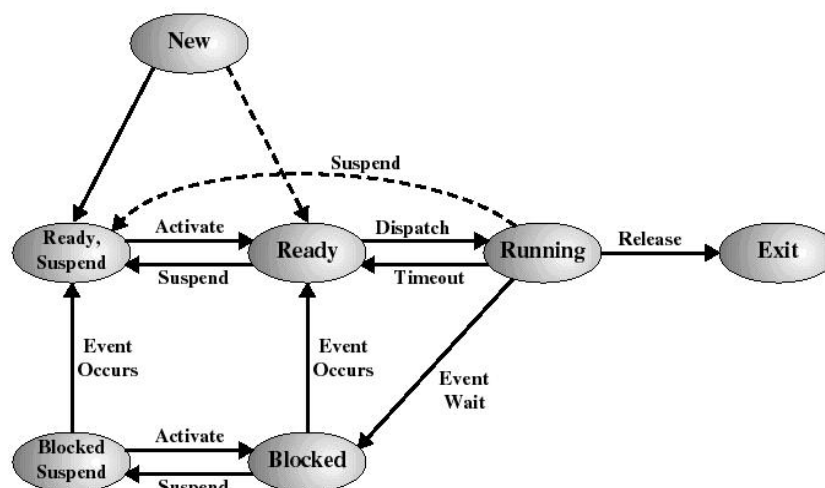 New
Suspend
Ready,
Suspend
Activate
Suspend
Ready
Dispatch
Timeout
Running
Release
Exit
Event
Occurs
Event
Occurs
Event
Wait
Blocked
Suspend
Activate
Suspend
Blocked